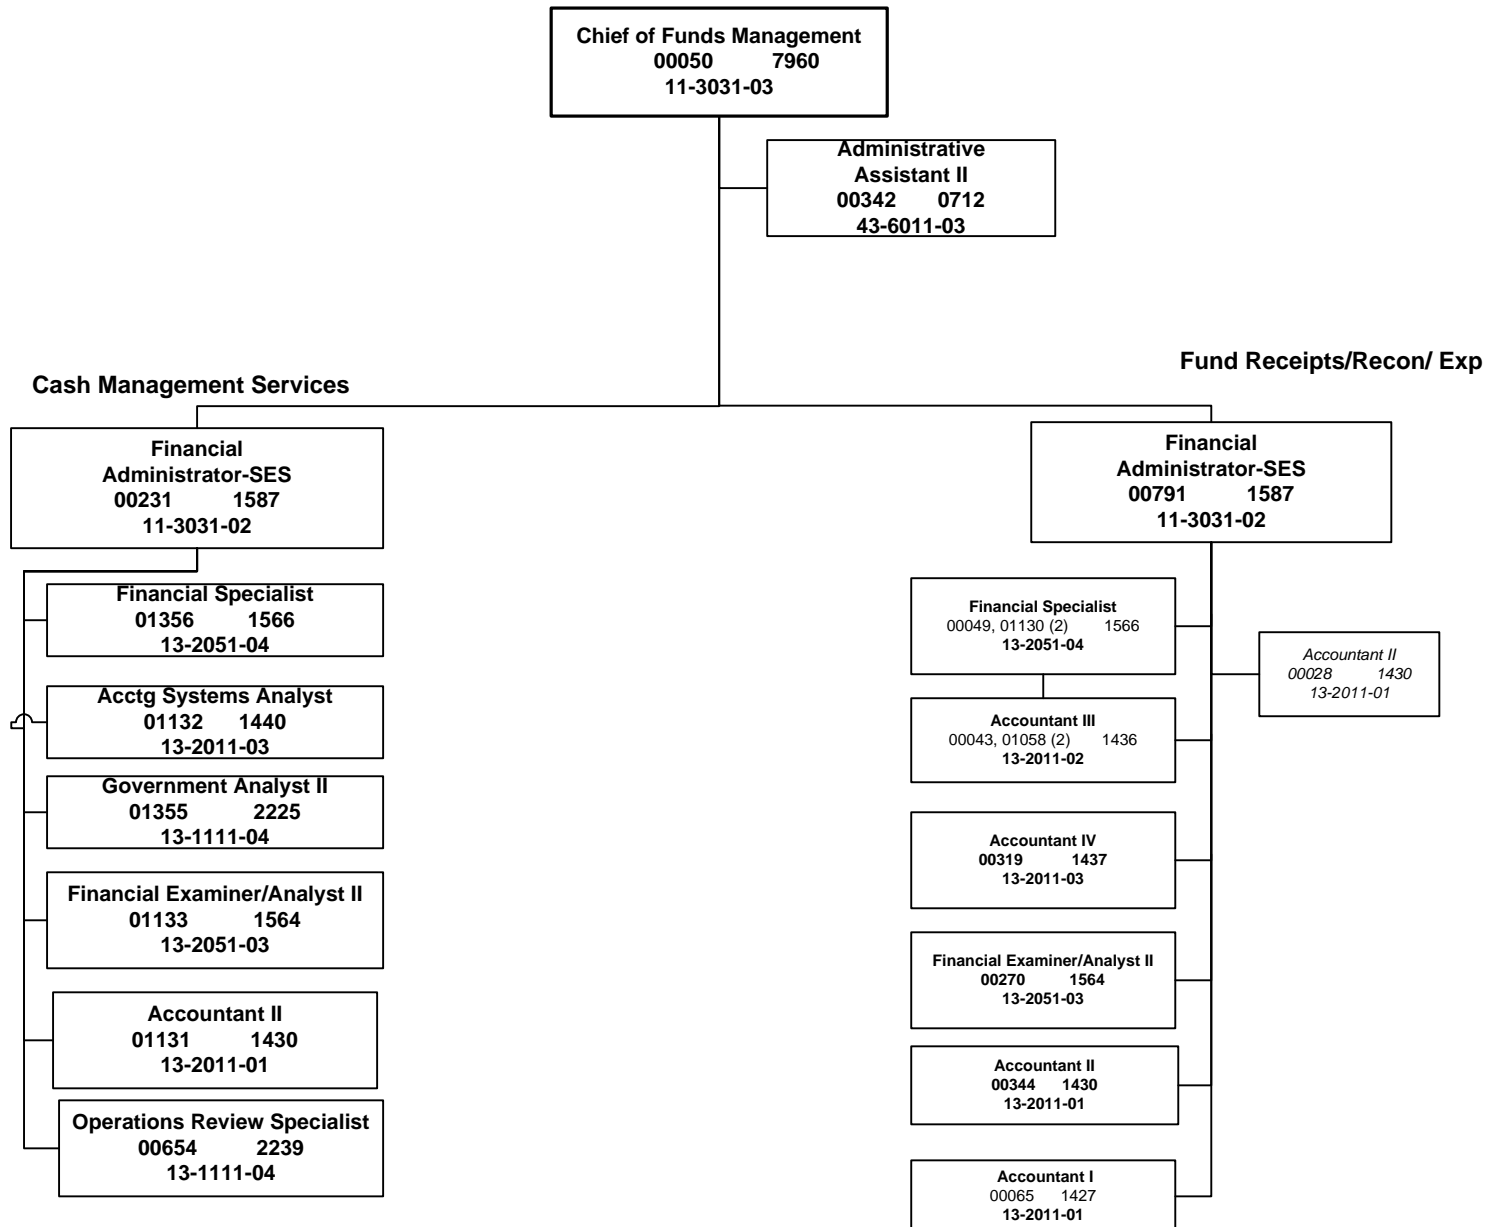 Chief of Funds Management
00050 7960
11-3031-03
Administrative
Assistant II
00342 0712
43-6011-03
Cash Management Services
Fund Receipts/Recon/ Exp
Financial
Administrator-SES
00231 1587
11-3031-02
Financial Specialist
01356 1566
13-2051-04
Acctg Systems Analyst
01132 1440
13-2011-03
Government Analyst II
01355 2225
13-1111-04
Financial Examiner/Analyst II
01133 1564
13-2051-03
Accountant II
01131 1430
13-2011-01
Operations Review Specialist
00654 2239
13-1111-04
Financial
Administrator-SES
00791 1587
11-3031-02
Financial Specialist
00049, 01130 (2) 1566
13-2051-04
Accountant II
00028 1430
13-2011-01
Accountant III
00043, 01058 (2) 1436
13-2011-02
Accountant IV
00319 1437
13-2011-03
Financial Examiner/Analyst II
00270 1564
13-2051-03
Accountant II
00344 1430
13-2011-01
Accountant I
00065 1427
13-2011-01